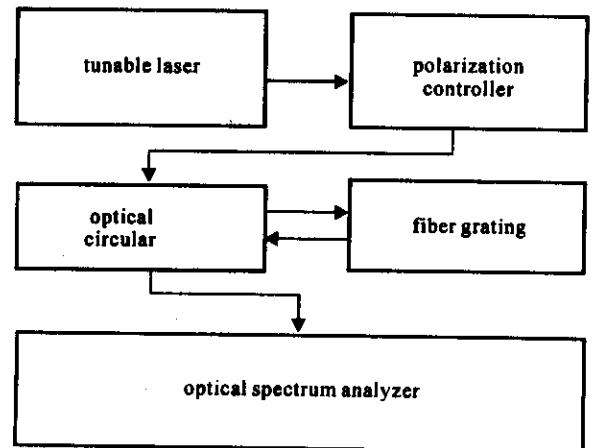 tunable laser
polarization
controller
optical
circular
fiber grating
optical spectrum analyzer